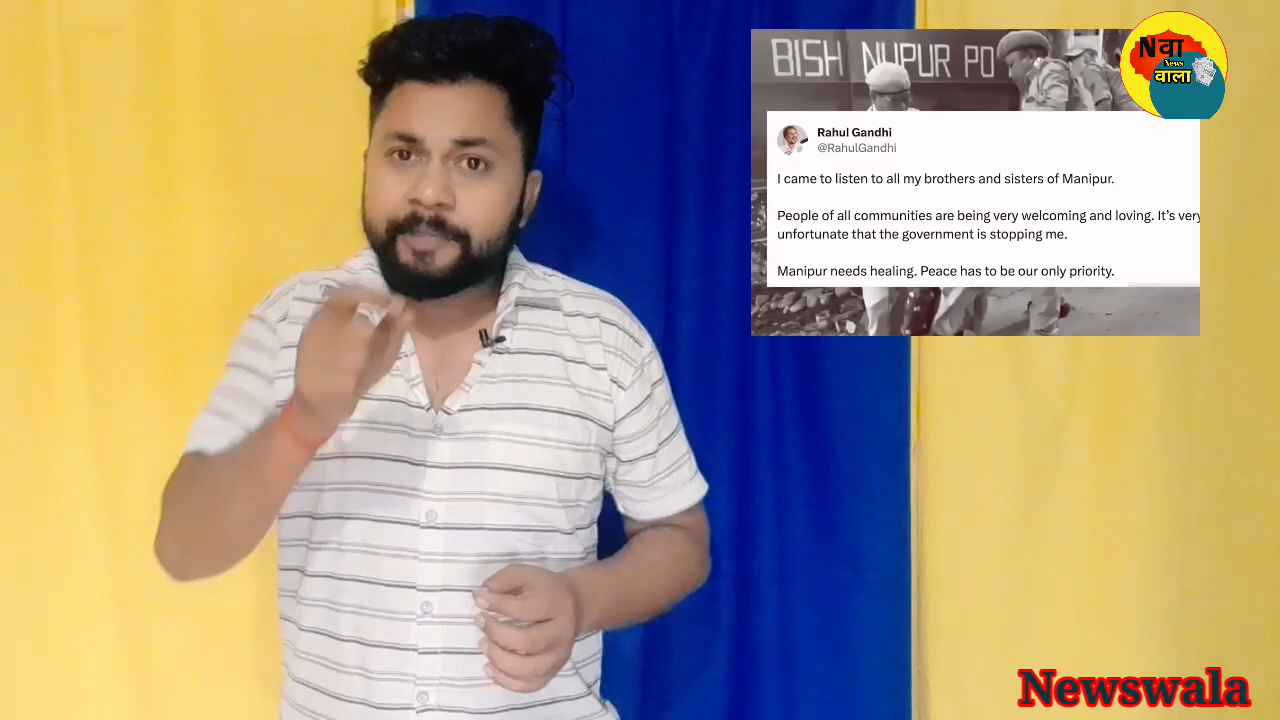 BISHNUPUR PO
Nवा
News
वाला
Rahul Gandhi
@RahulGandhi
I came to listen to all my brothers and sisters of Manipur.
People of all communities are being very welcoming and loving. It’s very
unfortunate that the government is stopping me.
Manipur needs healing. Peace has to be our only priority.
Newswala